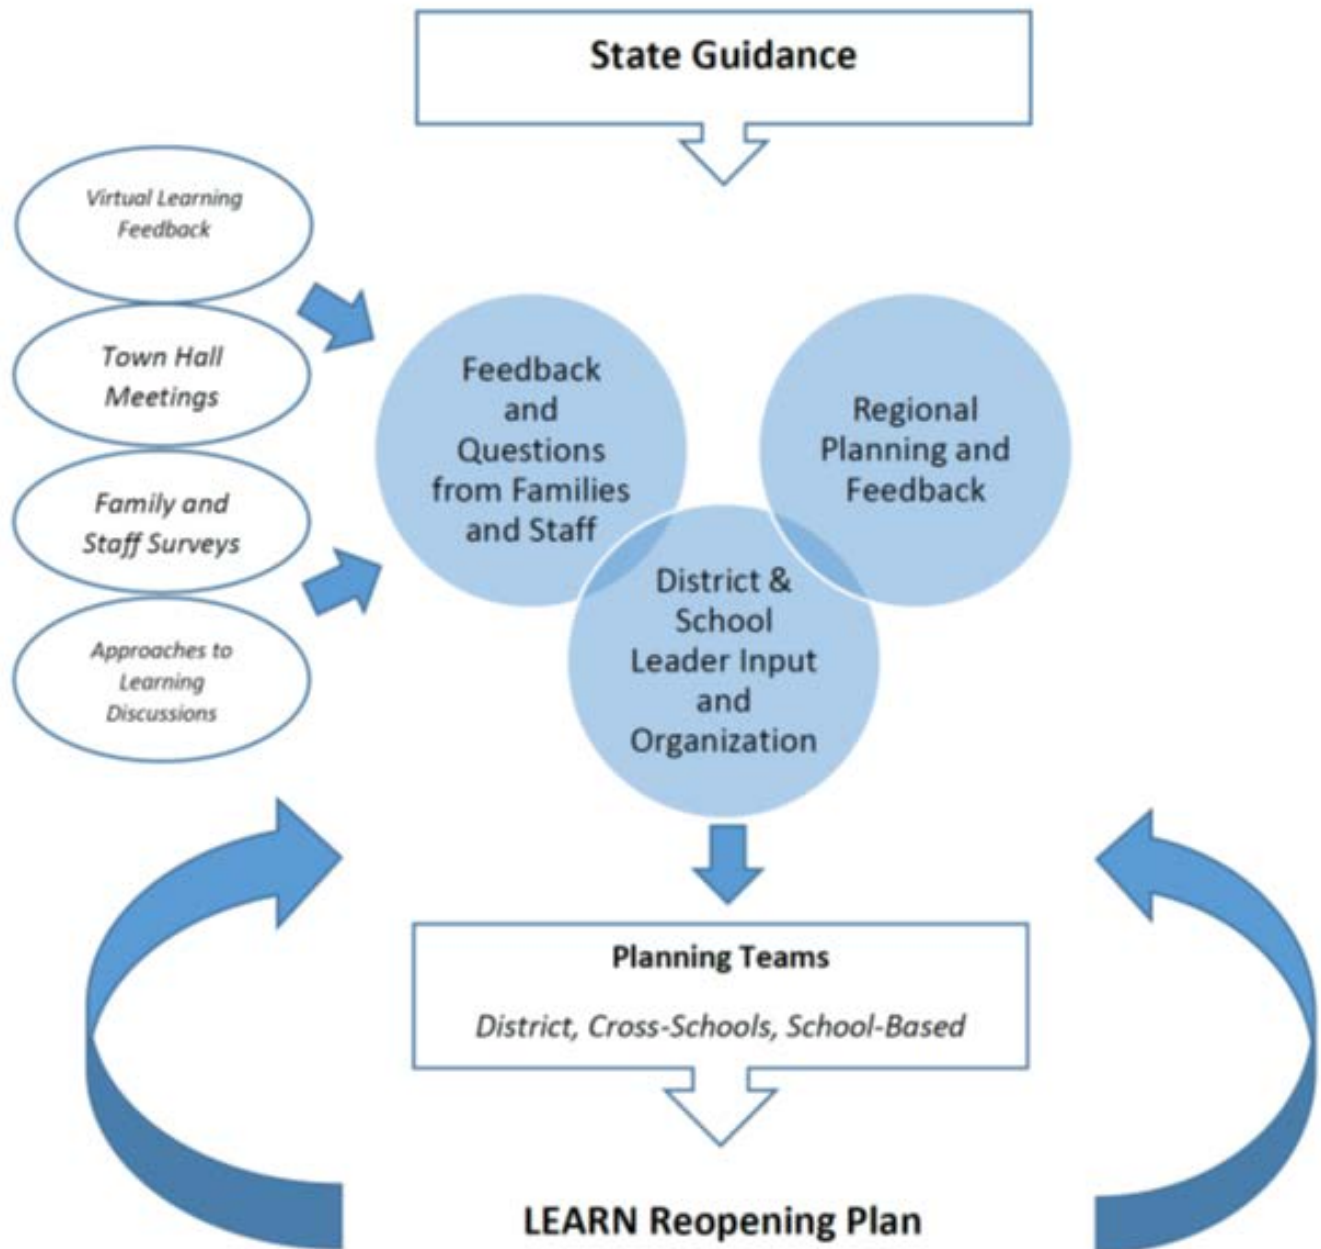 State Guidance
Virtual Learning
Feedback
Town Hall
Meetings
Family and
Staff Surveys
Approaches to
Learning
Discussions
Feedback
and
Questions
from Families
and Staff
Regional
Planning and
Feedback
District &
School
Leader Input
and
Organization
Planning Teams
District, Cross-Schools, School-Based
LEARN Reopening Plan